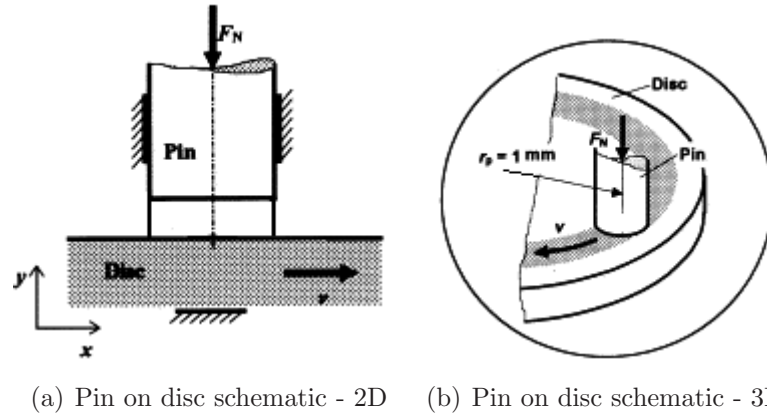 F_N
Pin
Disc
v
y
x
Disc
F_N
Pin
r_p = 1 mm
v
(a) Pin on disc schematic - 2D
(b) Pin on disc schematic - 3